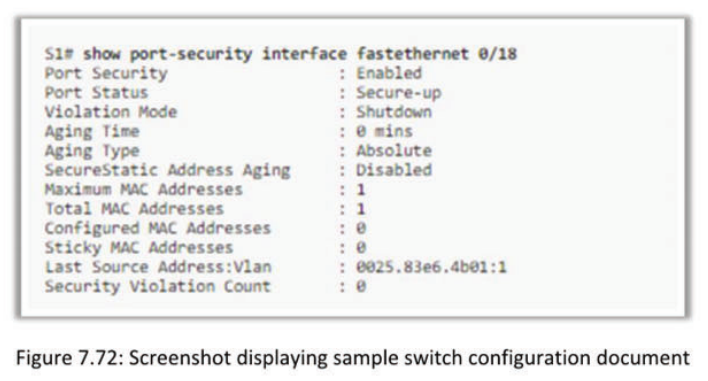 S1# show port-security interface fastethernet 0/18
Port Security : Enabled
Port Status : Secure-up
Violation Mode : Shutdown
Aging Time : 0 mins
Aging Type : Absolute
SecureStatic Address Aging : Disabled
Maximum MAC Addresses : 1
Total MAC Addresses : 1
Configured MAC Addresses : 0
Sticky MAC Addresses : 0
Last Source Address:Vlan : 0025.83e6.4b01:1
Security Violation Count : 0
Figure 7.72: Screenshot displaying sample switch configuration document